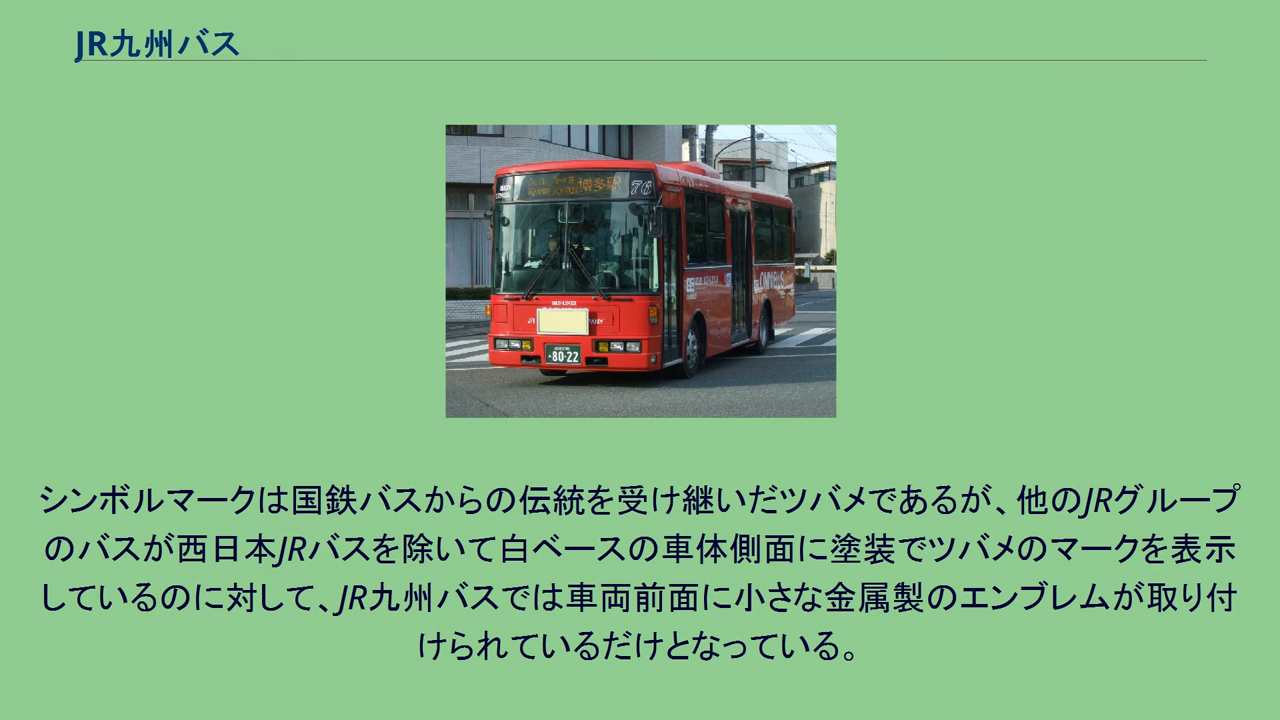 JR九州バス
博多駅
76
JR
80-22
シンボルマークは国鉄バスからの伝統を受け継いだツバメであるが、他のJRグループ
のバスが西日本JRバスを除いて白ベースの車体側面に塗装でツバメのマークを表示
しているのに対して、JR九州バスでは車両前面に小さな金属製のエンブレムが取り付
けられているだけとなっている。